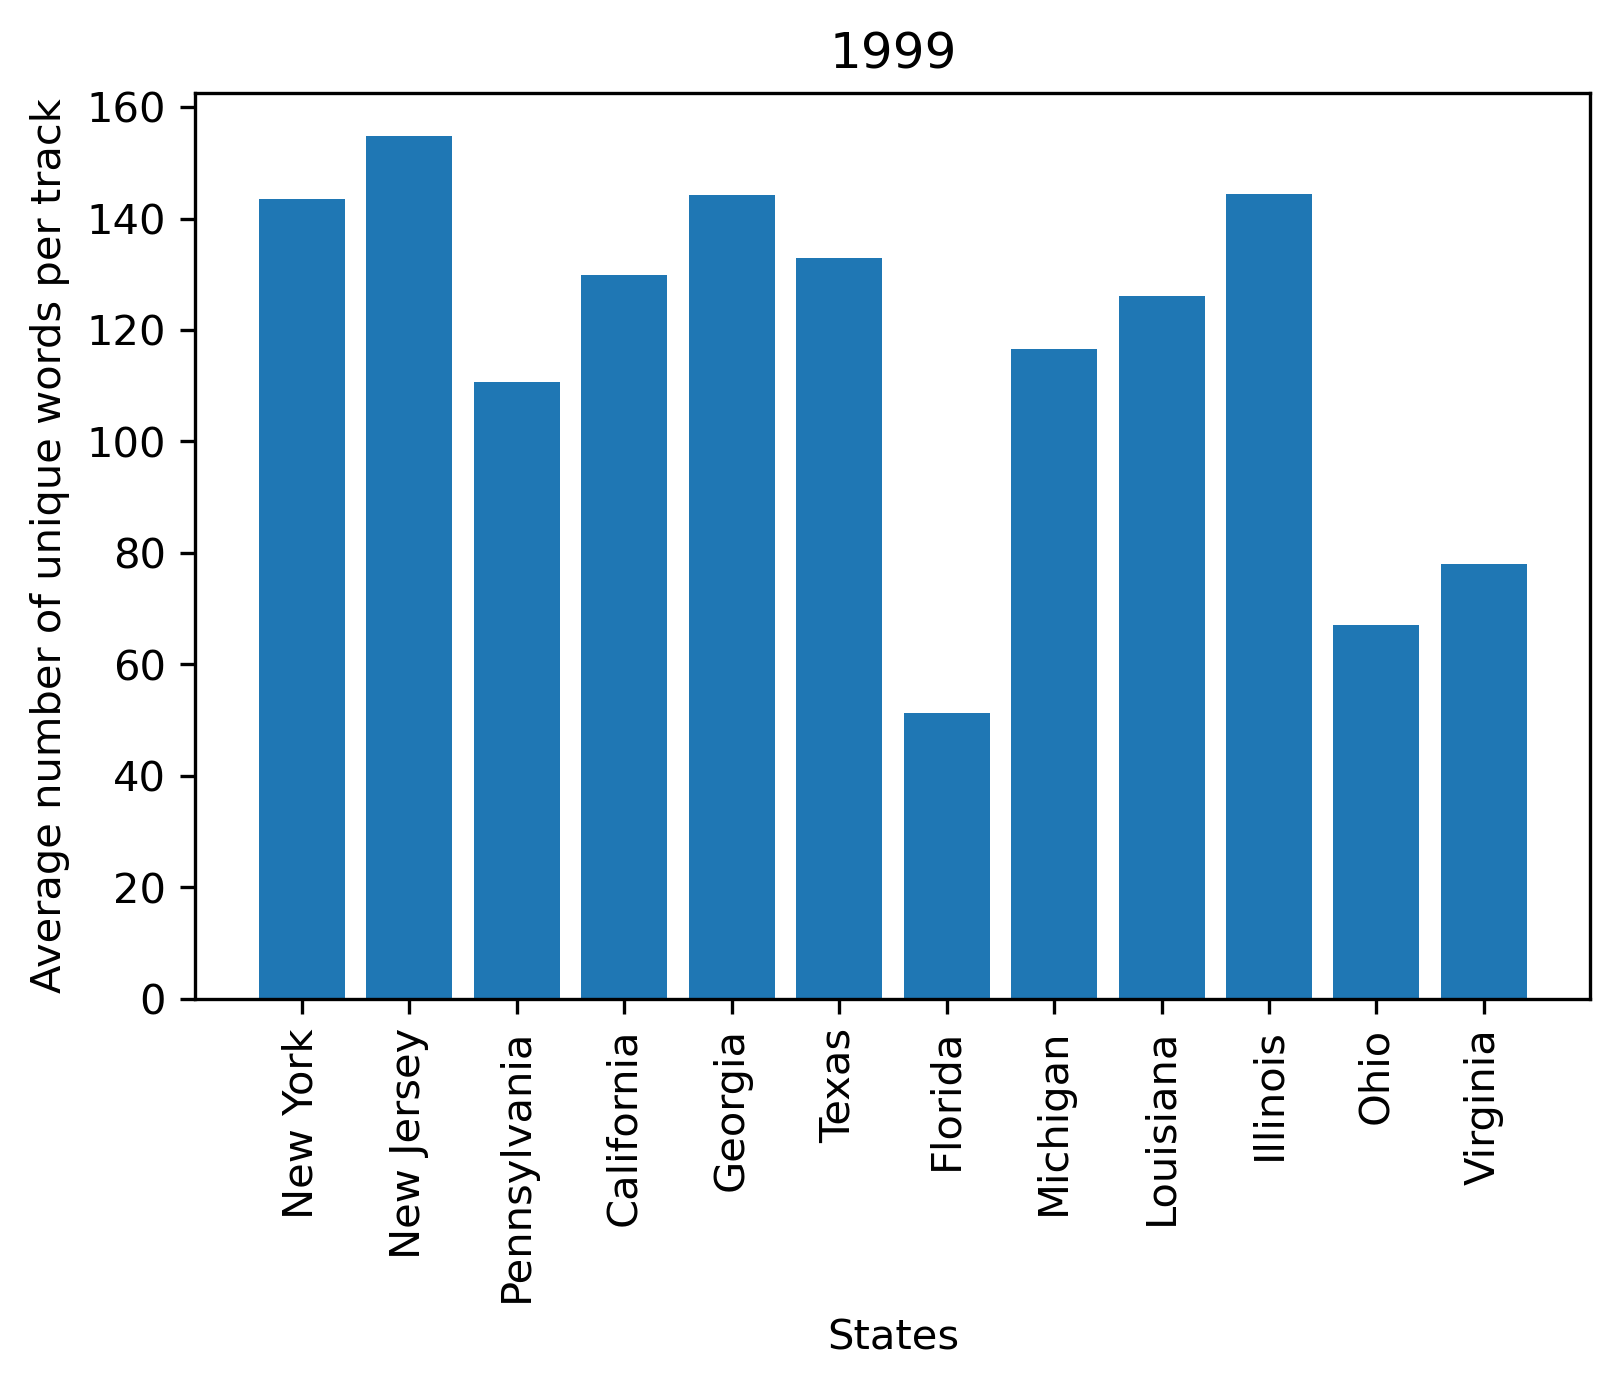 1999
Average number of unique words per track
160
140
120
100
80
60
40
20
0
New York
New Jersey
Pennsylvania
California
Georgia
Texas
Florida
Michigan
Louisiana
Illinois
Ohio
Virginia
States